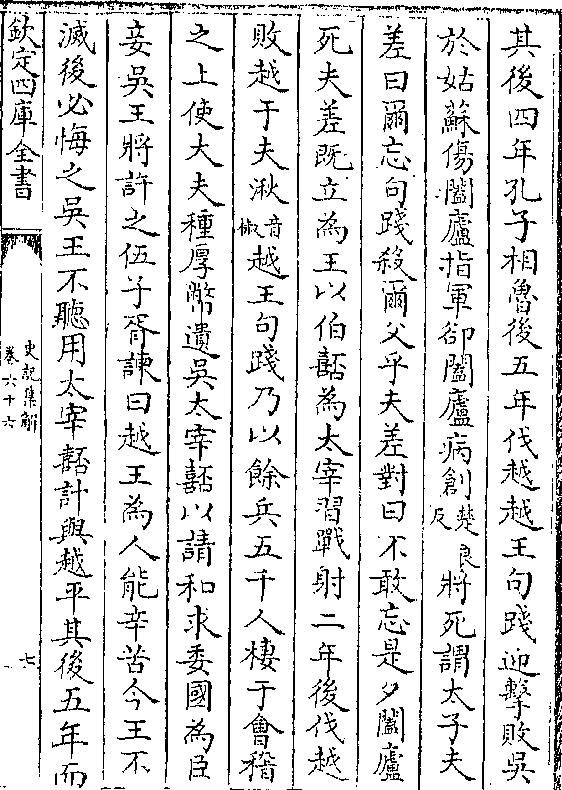 其後四年孔子相魯後五年伐越越王句踐迎擊敗吳
於姑蘇傷闔廬指軍卻闔廬病創楚良反將死謂太子夫
差曰爾忘句踐殺爾父乎夫差對曰不敢忘是夕闔廬
死夫差既立為王以伯嚭為太宰習戰射二年後伐越
敗越于夫湫音椒越王句踐乃以餘兵五千人棲于會稽
之上使大夫種厚幣遺吳太宰嚭以請和求委國為臣
妾吳王將許之伍子胥諫曰越王為人能辛苦今王不
滅後必悔之吳王不聽用太宰嚭計與越平其後五年而
欽定四庫全書
史記集解
卷六十六
七